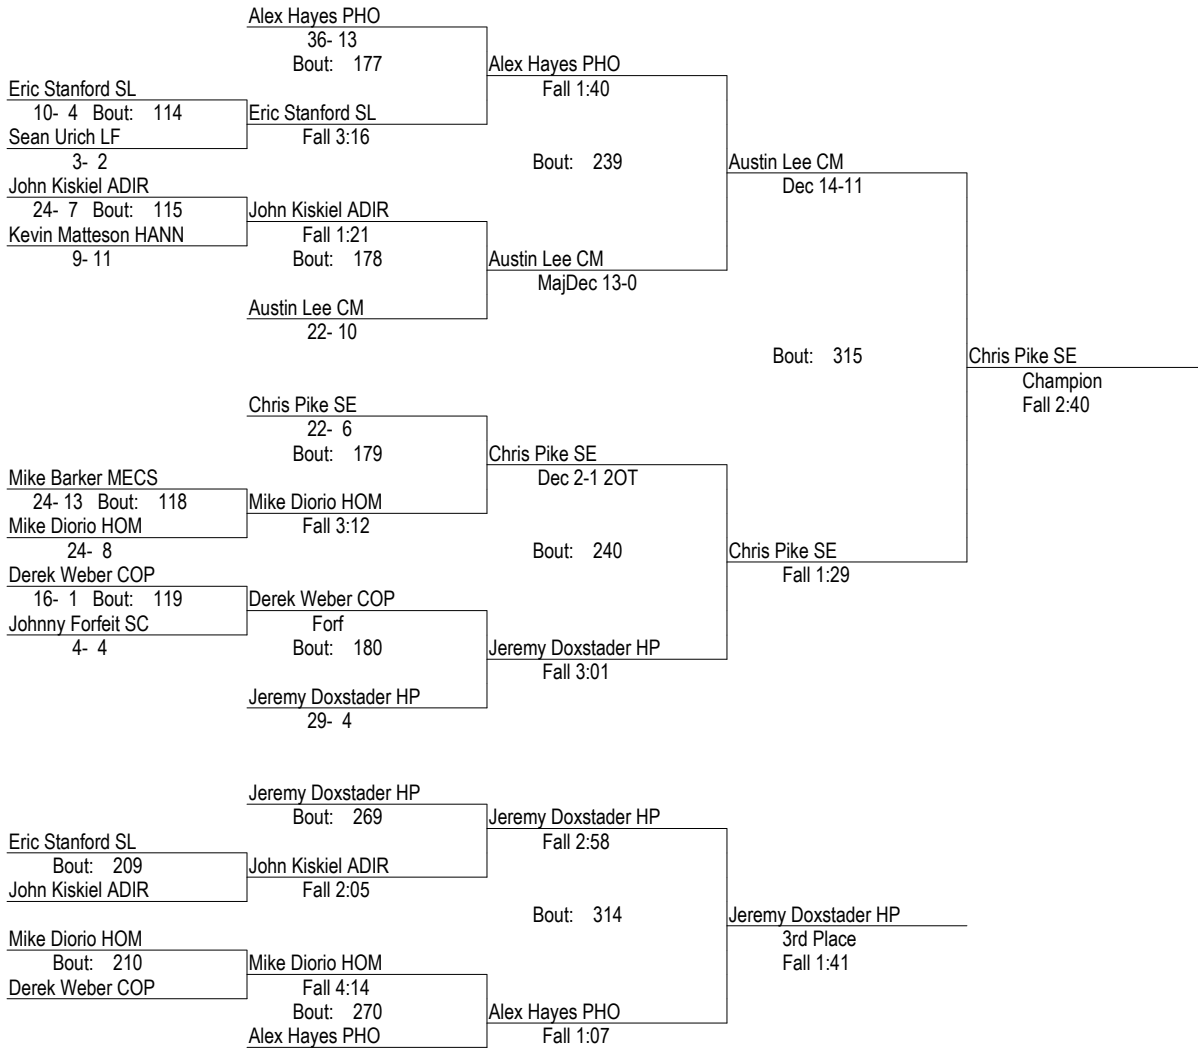 Alex Hayes PHO
36- 13
Bout: 177
Alex Hayes PHO
Fall 1:40
Eric Stanford SL
10- 4 Bout: 114
Eric Stanford SL
Fall 3:16
Sean Urich LF
3- 2
Bout: 239
Austin Lee CM
Dec 14-11
John Kiskiel ADIR
24- 7 Bout: 115
John Kiskiel ADIR
Fall 1:21
Kevin Matteson HANN
9- 11
Bout: 178
Austin Lee CM
MajDec 13-0
Austin Lee CM
22- 10
Bout: 315
Chris Pike SE
Champion
Fall 2:40
Chris Pike SE
22- 6
Bout: 179
Chris Pike SE
Dec 2-1 2OT
Mike Barker MECS
24- 13 Bout: 118
Mike Diorio HOM
Fall 3:12
Mike Diorio HOM
24- 8
Bout: 240
Chris Pike SE
Fall 1:29
Derek Weber COP
16- 1 Bout: 119
Derek Weber COP
Forf
Johnny Forfeit SC
4- 4
Bout: 180
Jeremy Doxstader HP
Fall 3:01
Jeremy Doxstader HP
29- 4
Jeremy Doxstader HP
Bout: 269
Jeremy Doxstader HP
Fall 2:58
Eric Stanford SL
Bout: 209
John Kiskiel ADIR
John Kiskiel ADIR
Fall 2:05
Bout: 314
Jeremy Doxstader HP
3rd Place
Fall 1:41
Mike Diorio HOM
Bout: 210
Derek Weber COP
Mike Diorio HOM
Fall 4:14
Bout: 270
Alex Hayes PHO
Fall 1:07
Alex Hayes PHO